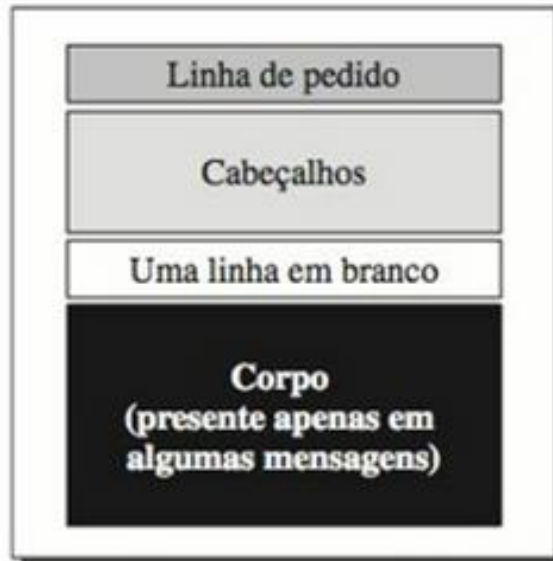 Linha de pedido
Cabeçalhos
Uma linha em branco
Corpo
(presente apenas em
algumas mensagens)